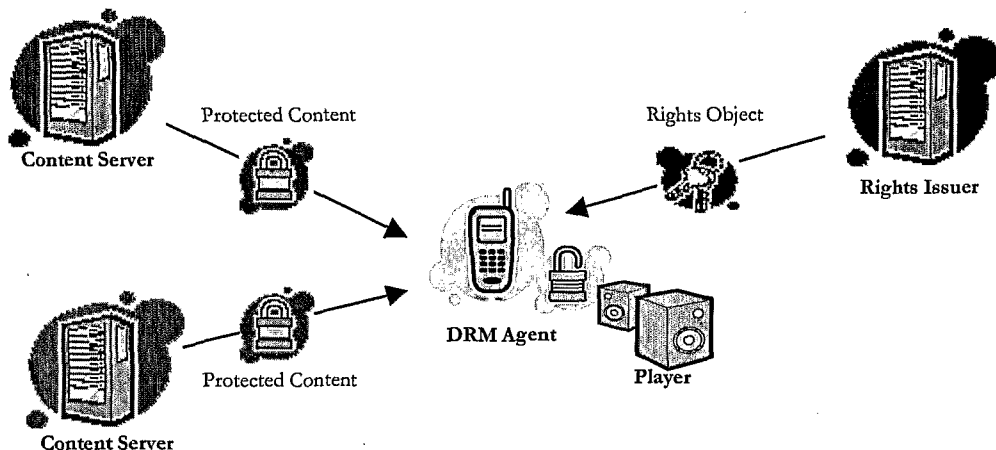 Protected Content
Rights Object
Content Server
Rights Issuer
DRM Agent
Protected Content
Player
Content Server